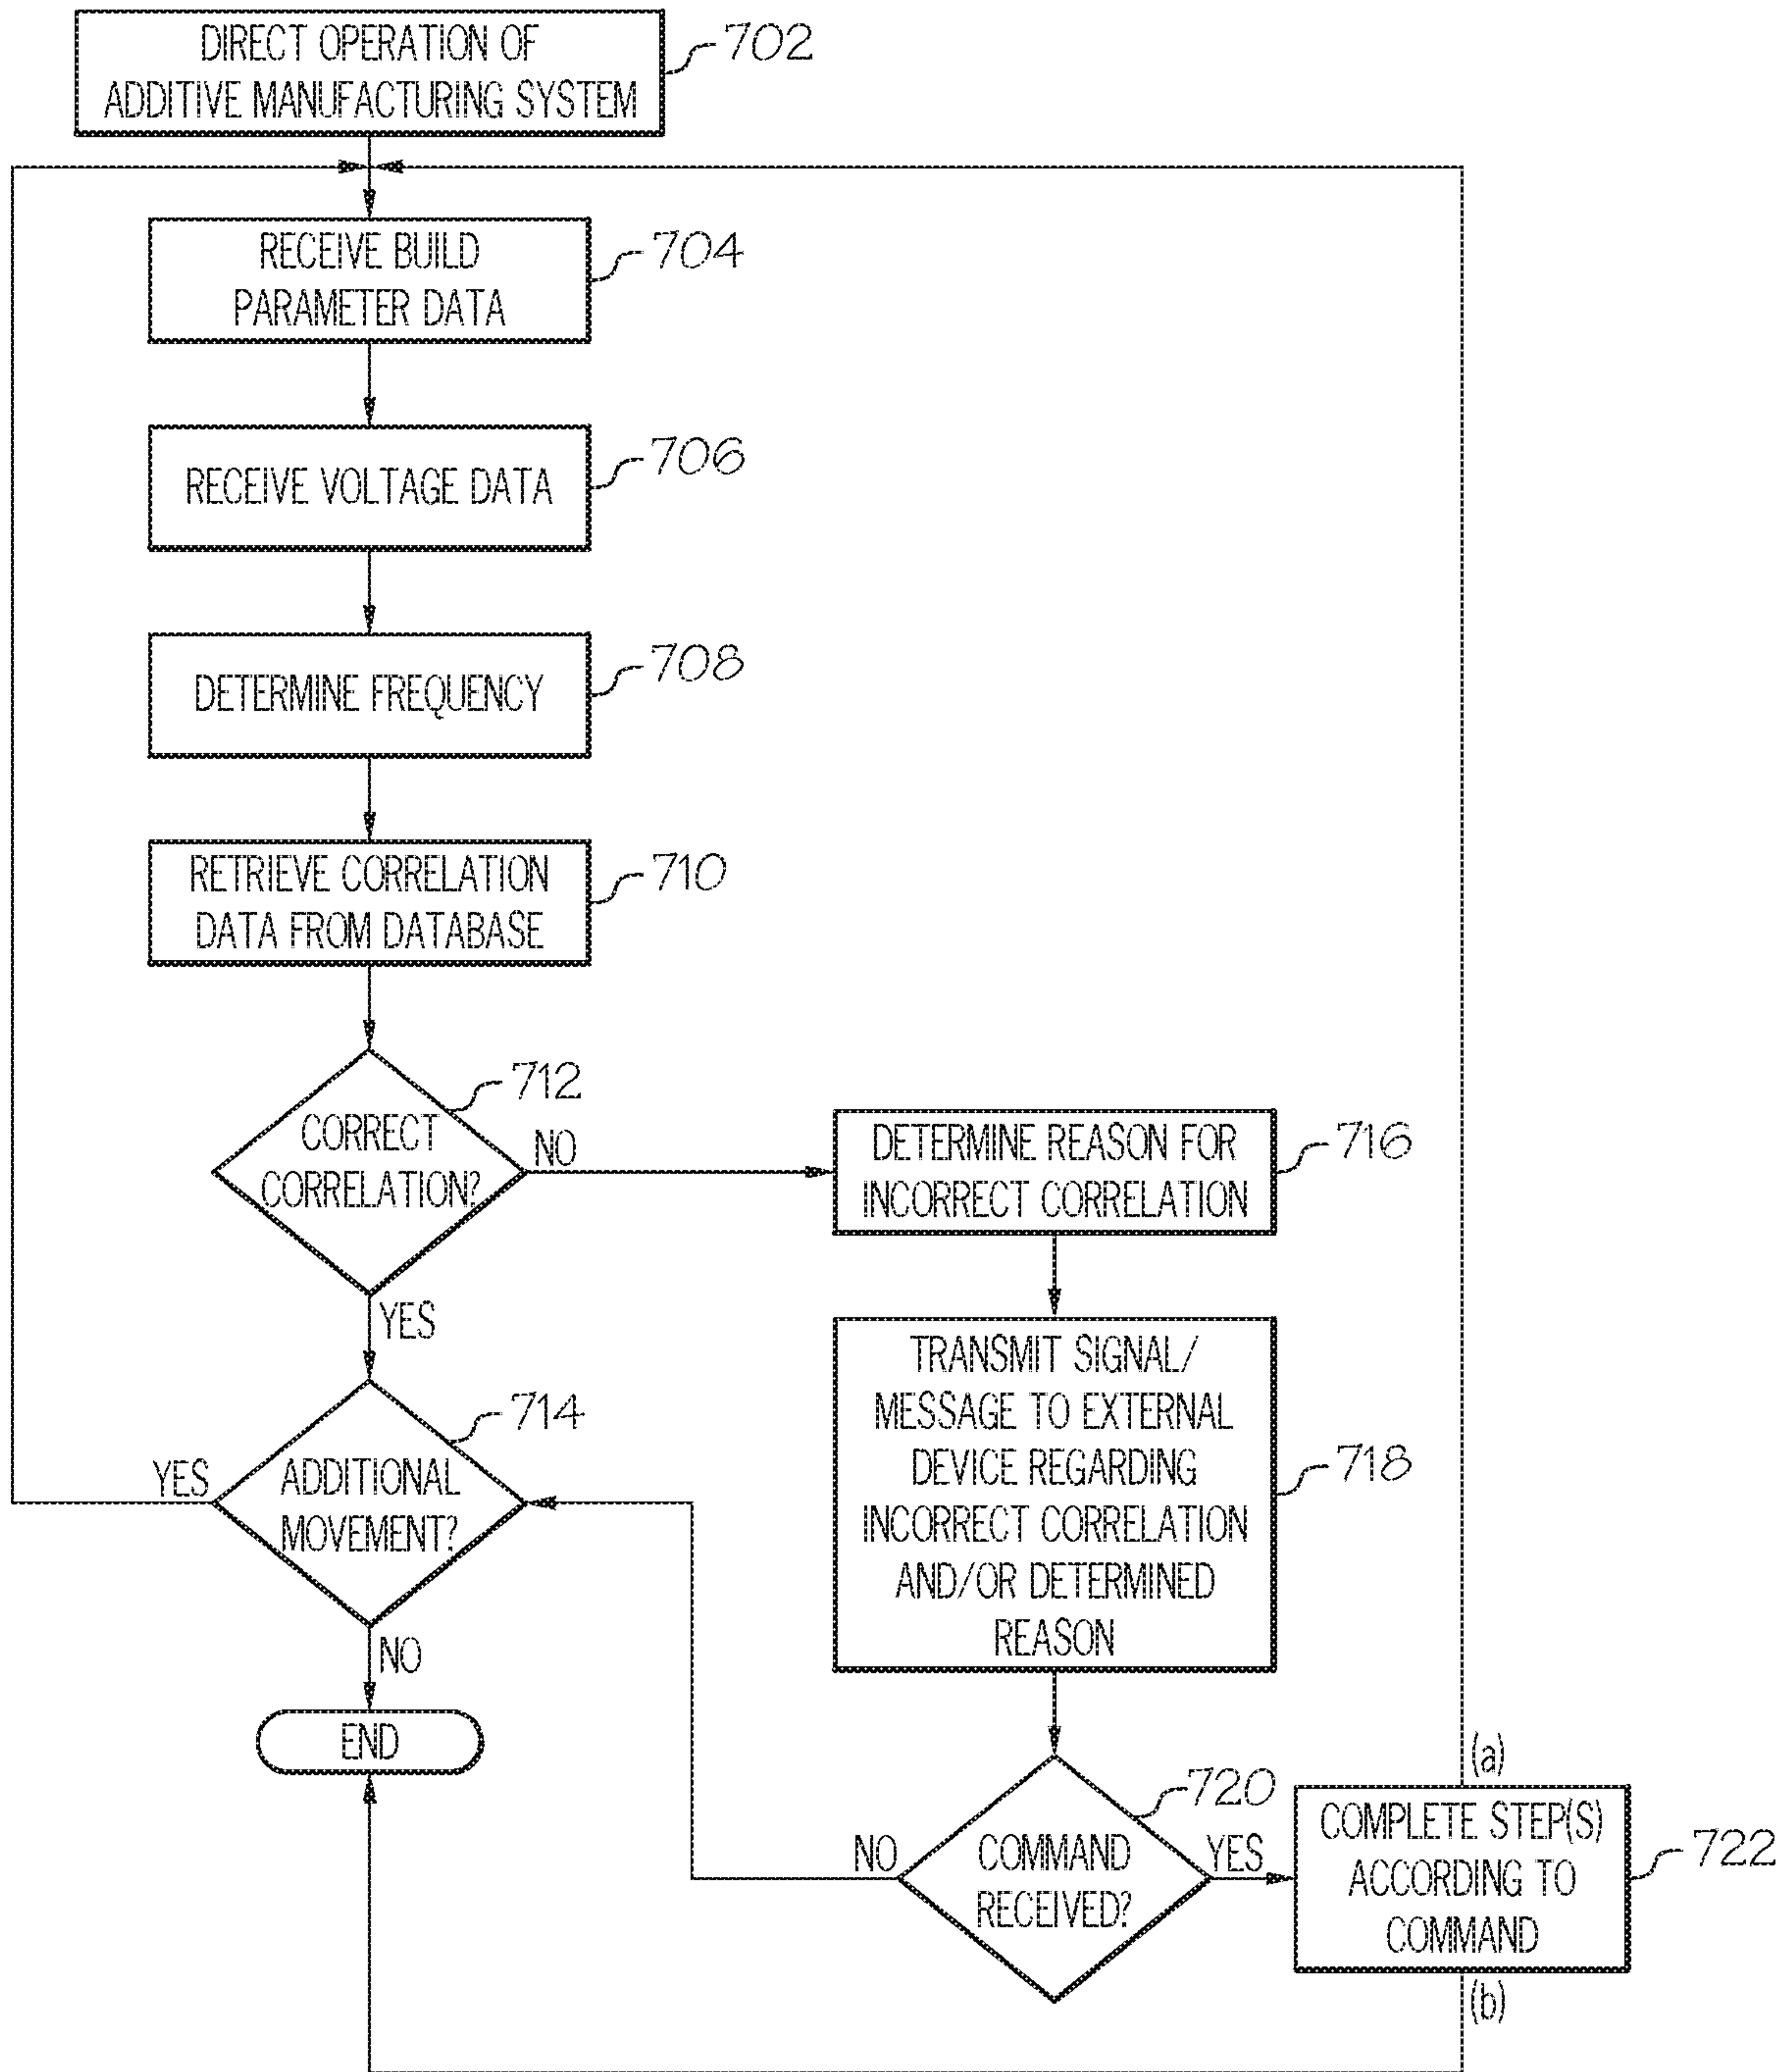 DIRECT OPERATION OF
ADDITIVE MANUFACTURING SYSTEM
702
RECEIVE BUILD
PARAMETER DATA
704
RECEIVE VOLTAGE DATA
706
DETERMINE FREQUENCY
708
RETRIEVE CORRELATION
DATA FROM DATABASE
710
CORRECT
CORRELATION?
712
NO
YES
DETERMINE REASON FOR
INCORRECT CORRELATION
716
ADDITIONAL
MOVEMENT?
714
YES
NO
TRANSMIT SIGNAL/
MESSAGE TO EXTERNAL
DEVICE REGARDING
INCORRECT CORRELATION
AND/OR DETERMINED
REASON
718
END
COMMAND
RECEIVED?
720
NO
YES
(a)
COMPLETE STEP(S)
ACCORDING TO
COMMAND
722
(b)